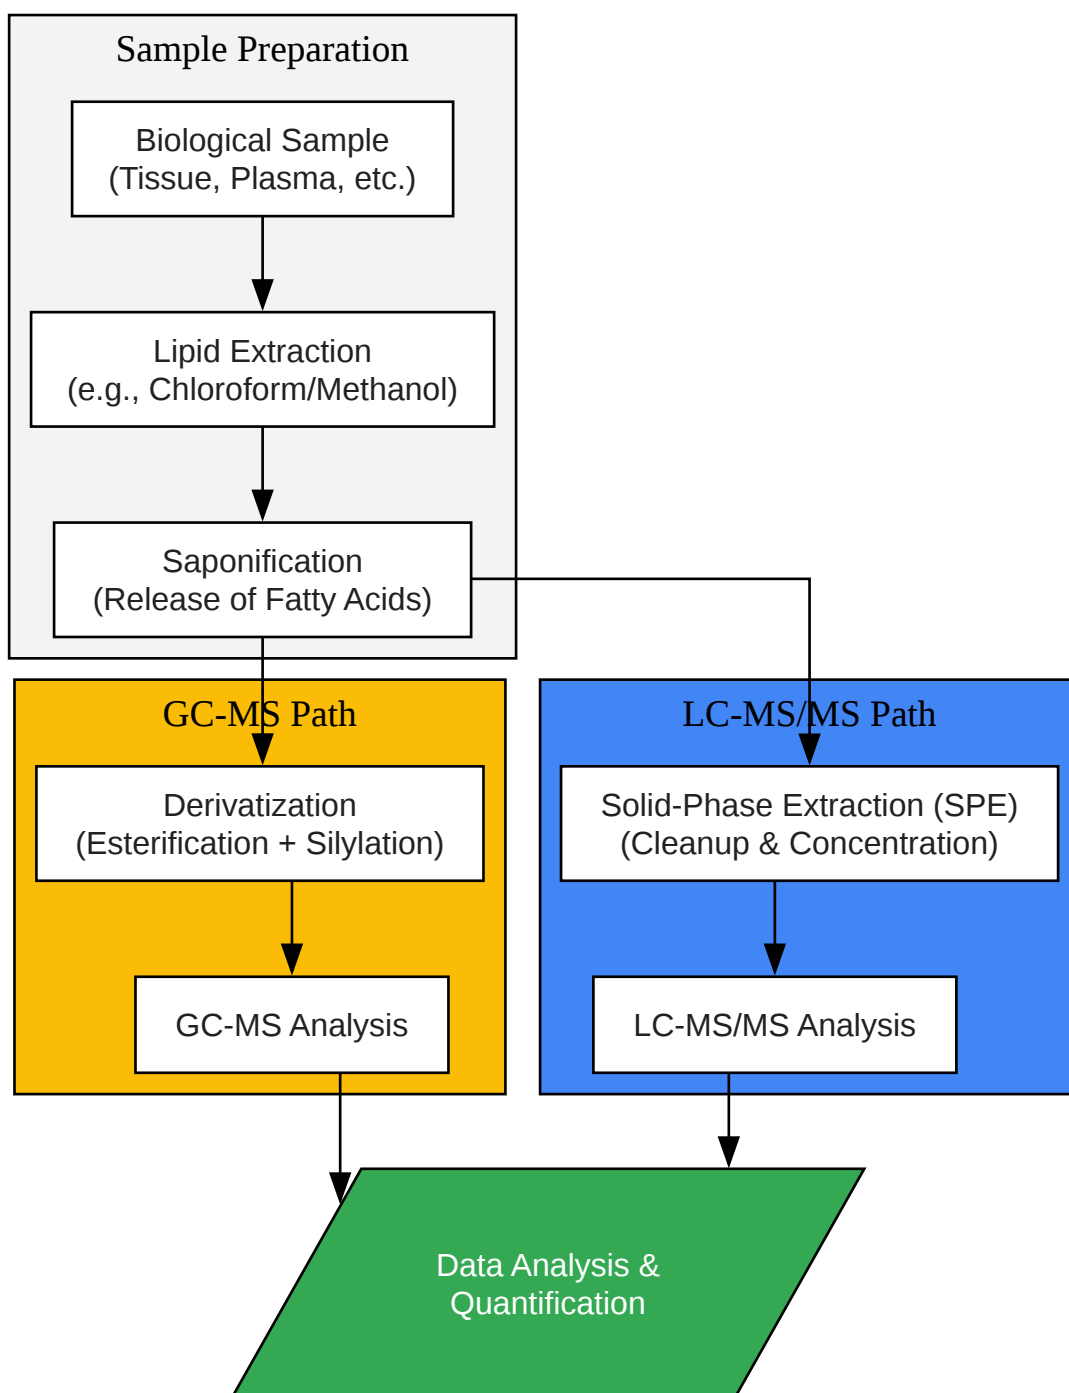 Sample Preparation
Biological Sample
(Tissue, Plasma, etc.)
Lipid Extraction
(e.g., Chloroform/Methanol)
Saponification
(Release of Fatty Acids)
GC-MS Path
Derivatization
(Esterification + Silylation)
GC-MS Analysis
LC-MS/MS Path
Solid-Phase Extraction (SPE)
(Cleanup & Concentration)
LC-MS/MS Analysis
Data Analysis &
Quantification